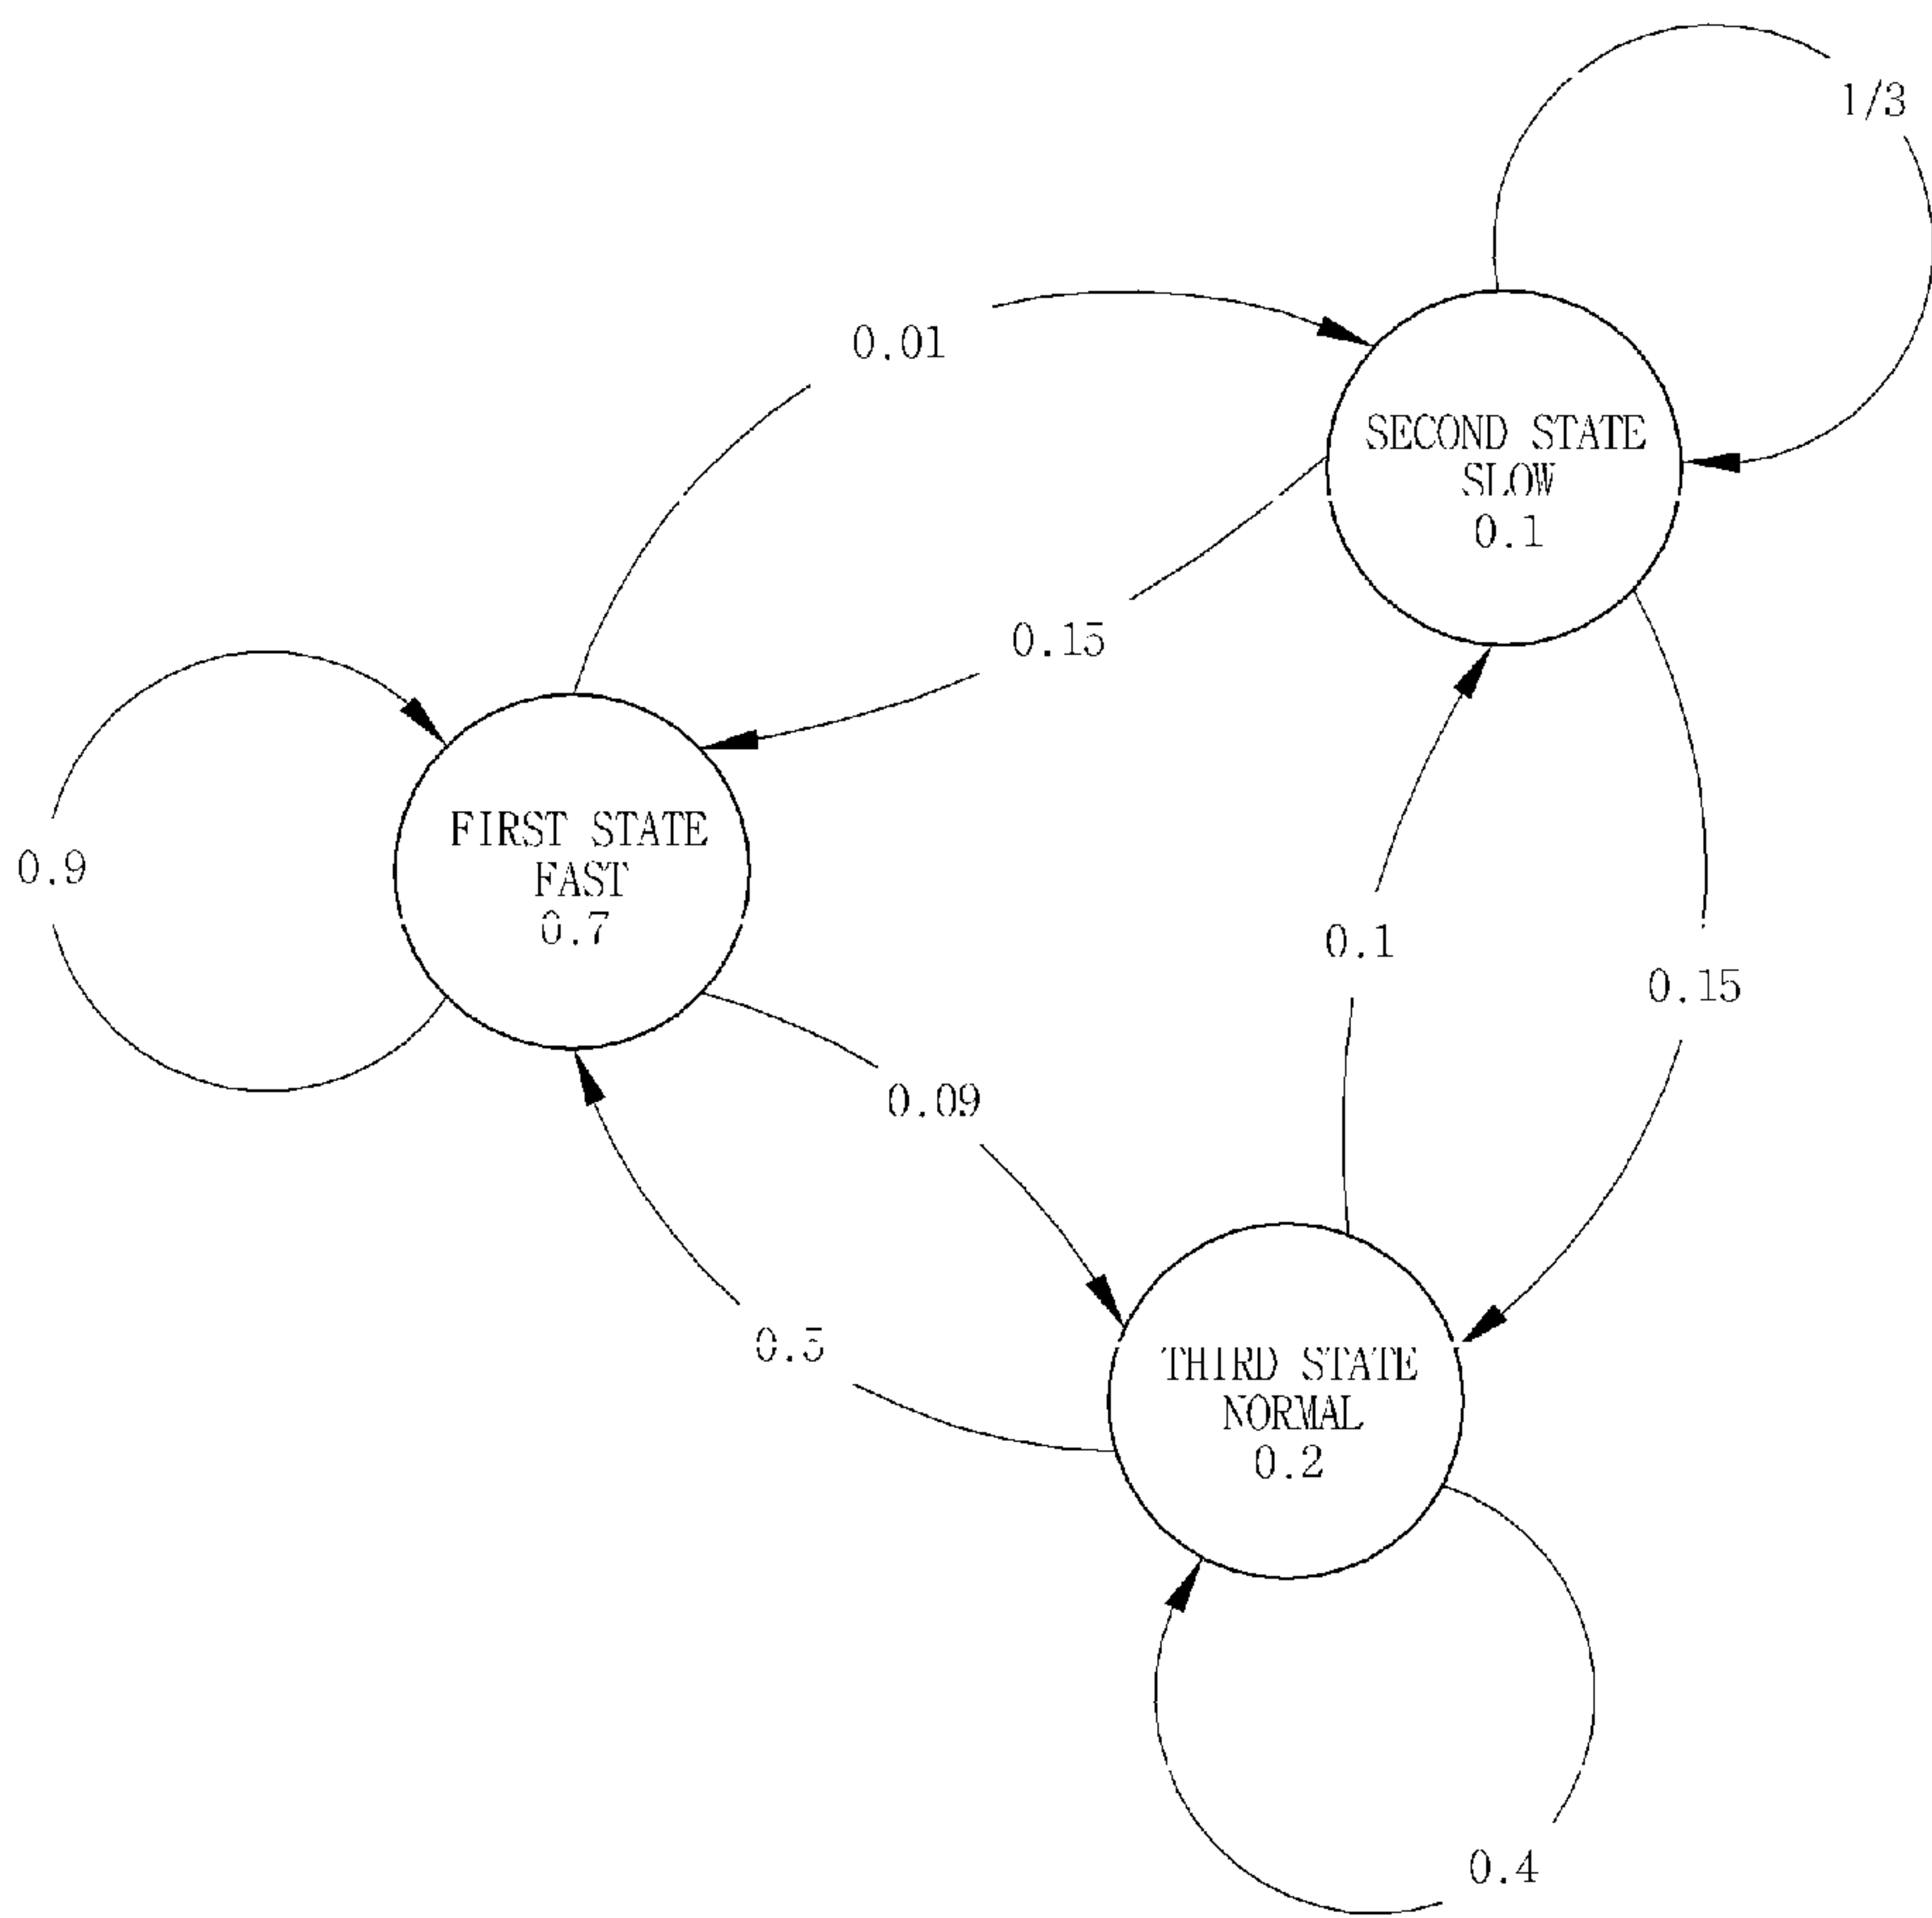 1/3
0.01
SECOND STATE
SLOW
0.1
0.15
FIRST STATE
FAST
0.7
0.9
0.1
0.15
0.09
0.5
THIRD STATE
NORMAL
0.2
0.4